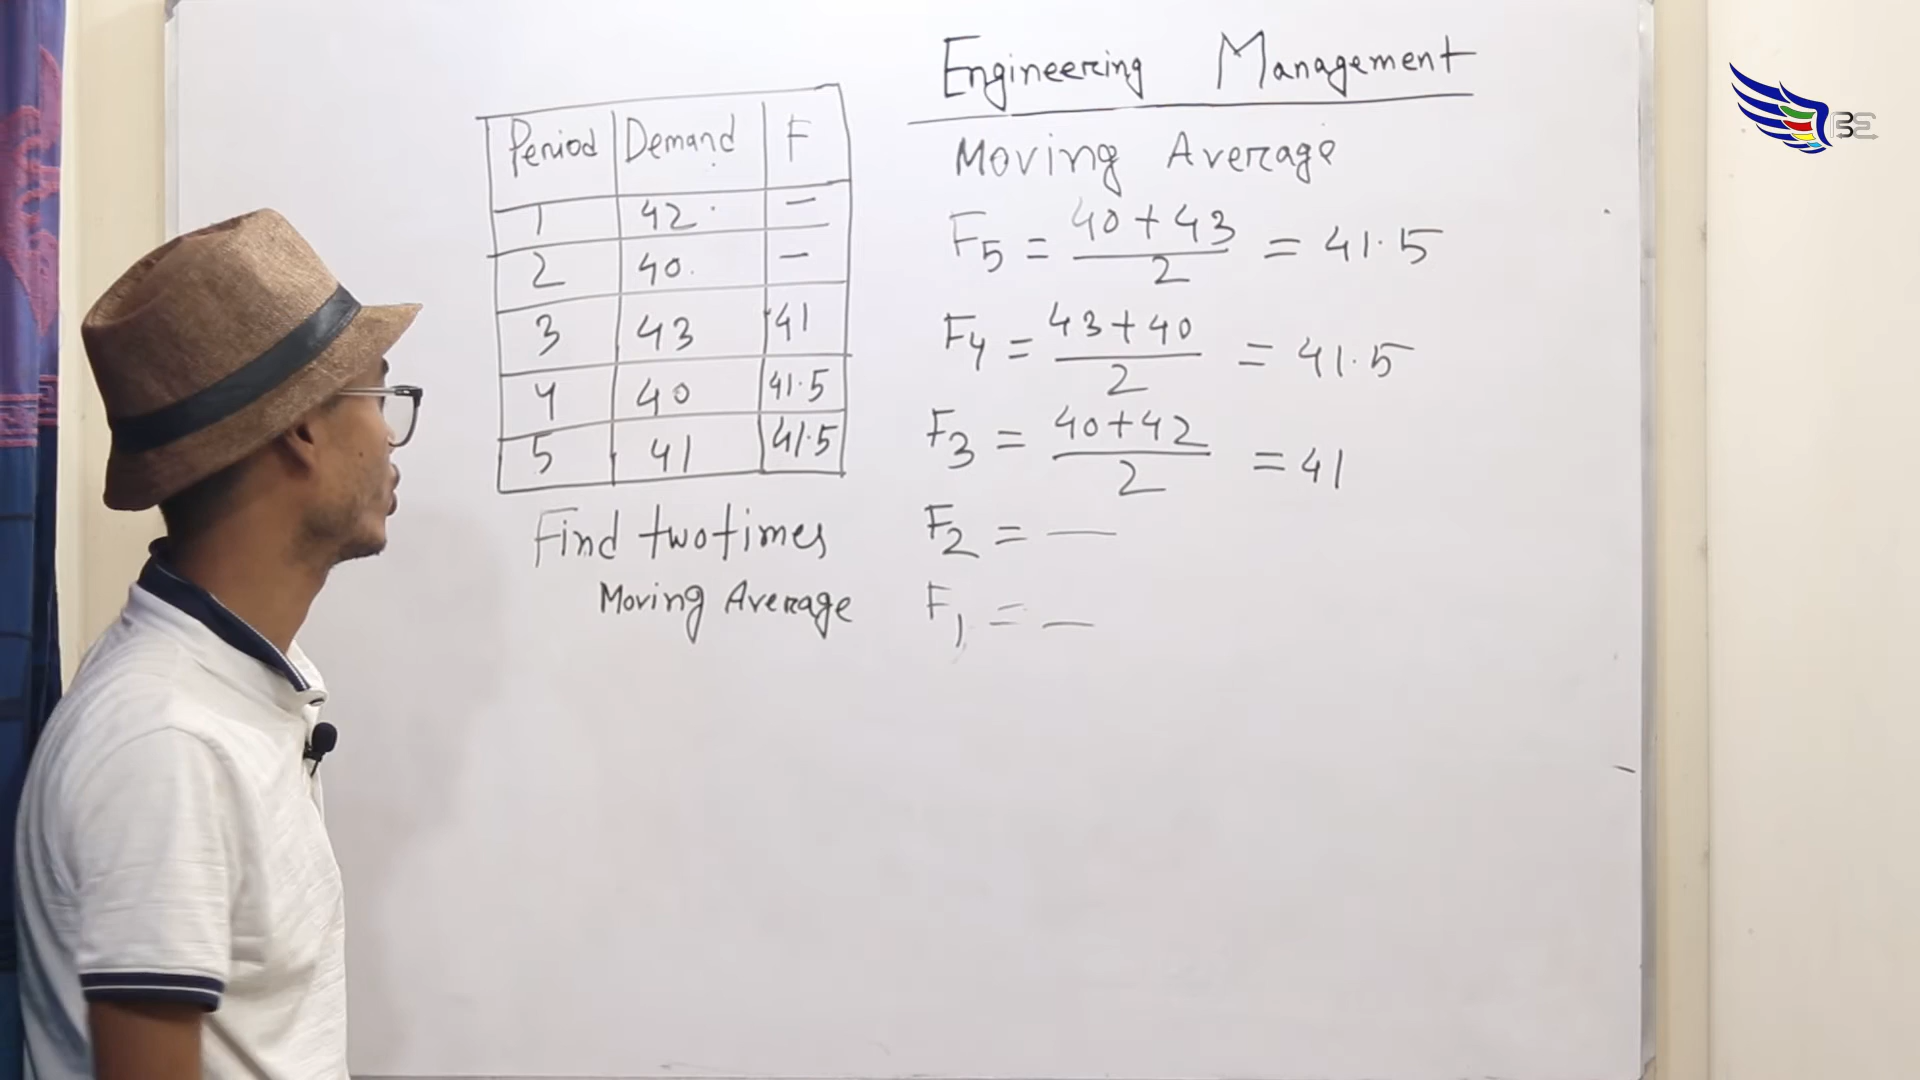 Engineering Management
Period Demand F
1 42 —
2 40 —
3 43 41
4 40 41.5
5 41 41.5
Find two times
Moving Average
Moving Average
F5 = 40 + 43 / 2 = 41.5
F4 = 43 + 40 / 2 = 41.5
F3 = 40 + 42 / 2 = 41
F2 = —
F1 = —